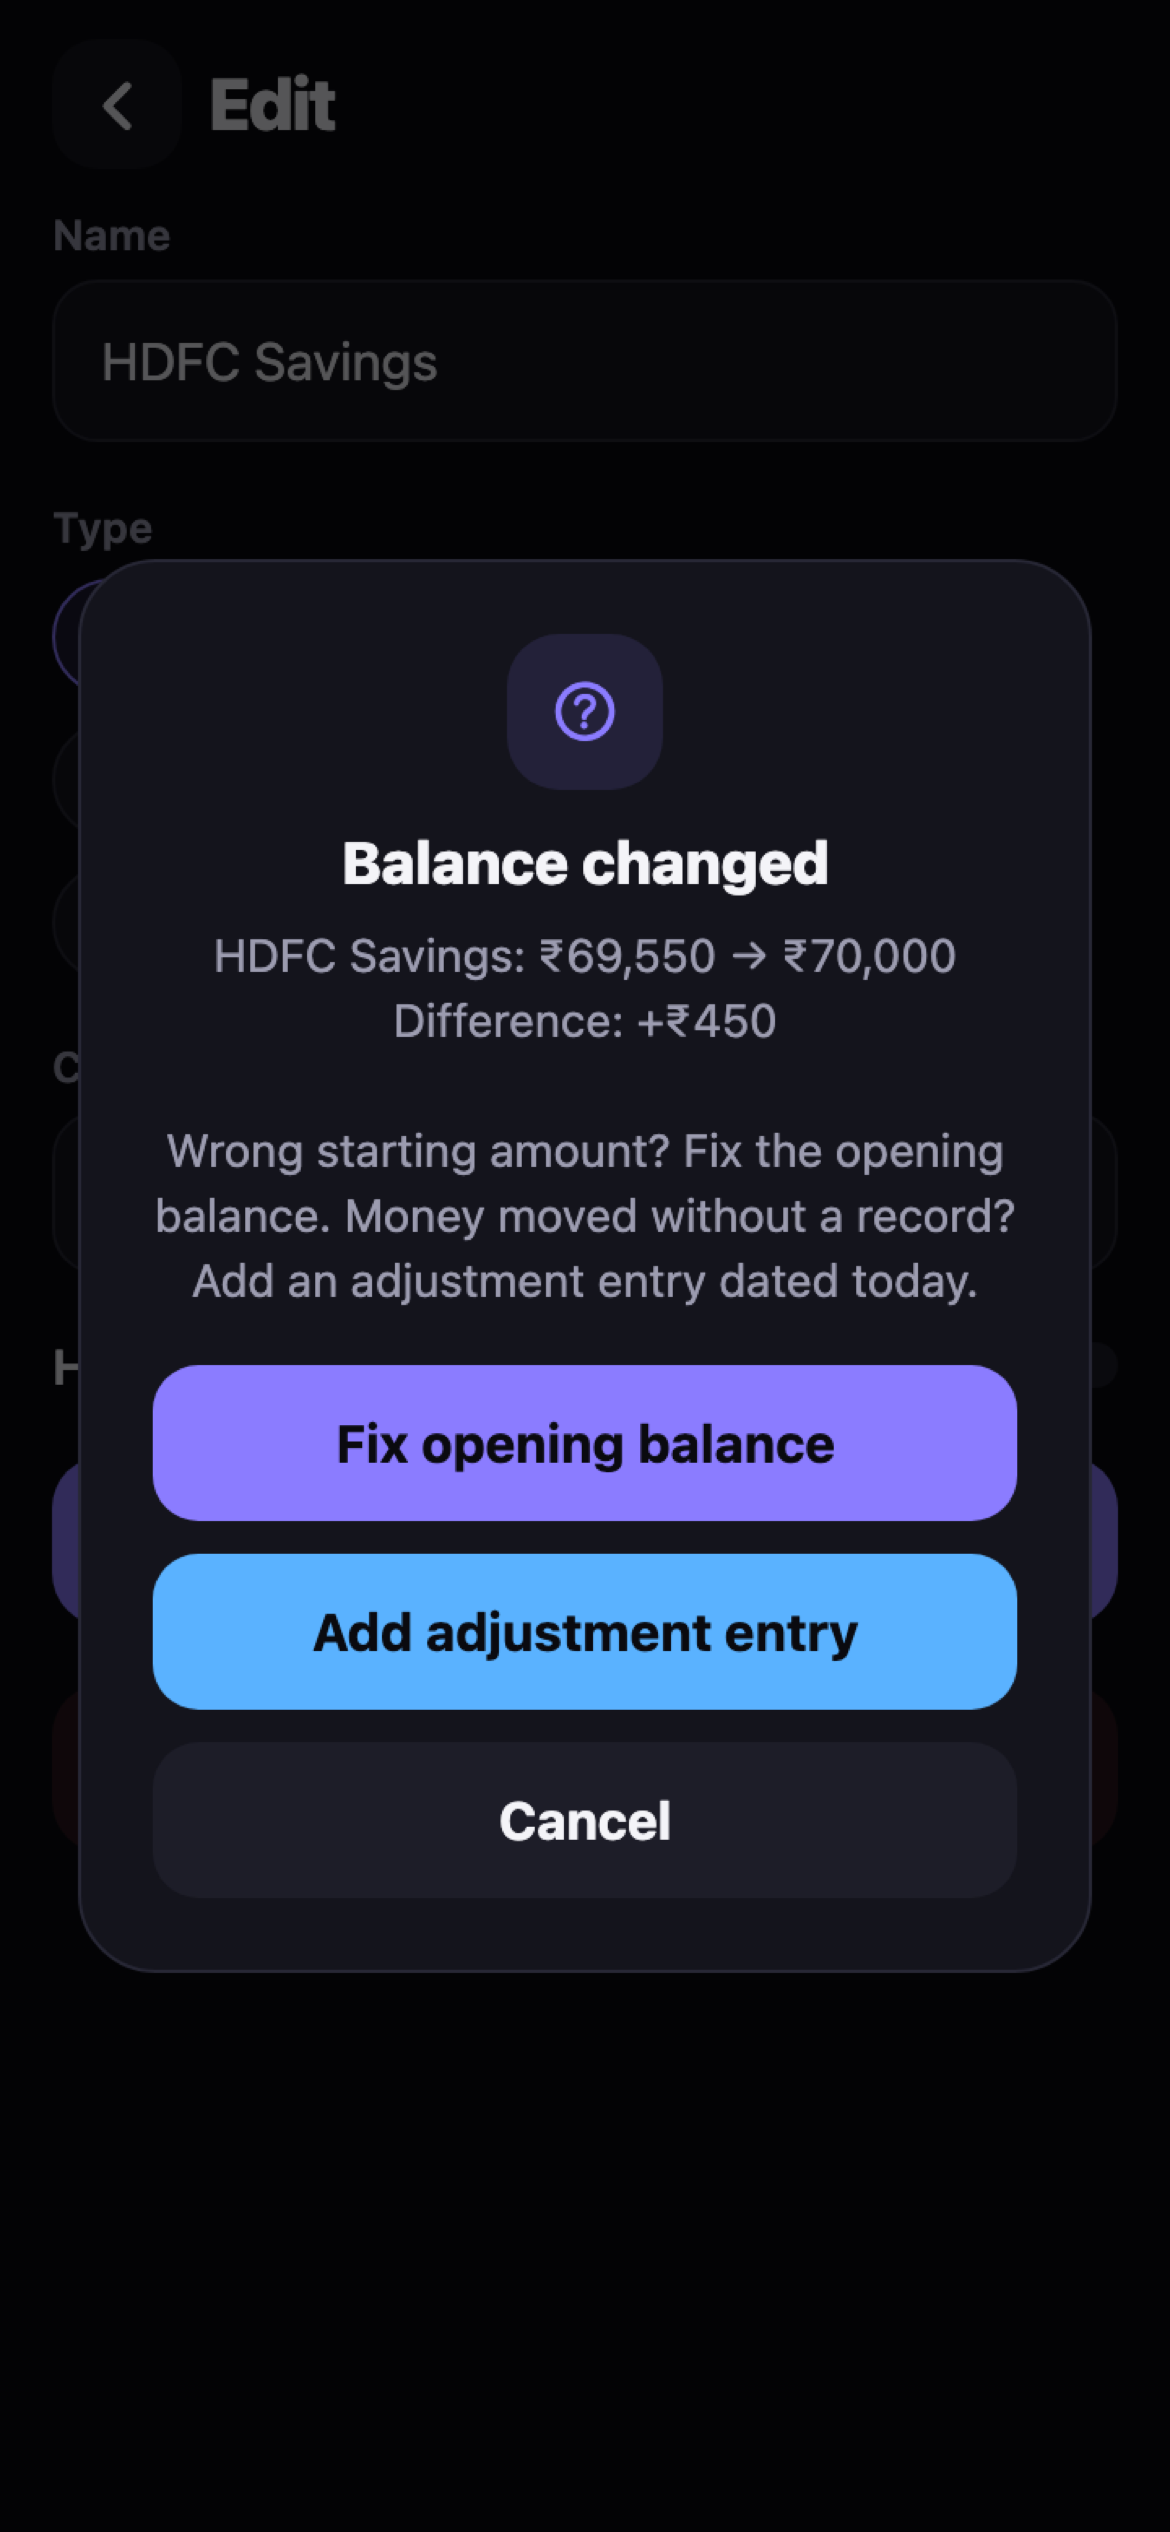 Edit
Name
HDFC Savings
Type
Balance changed
HDFC Savings: ₹69,550 → ₹70,000
Difference: +₹450
Wrong starting amount? Fix the opening
balance. Money moved without a record?
Add an adjustment entry dated today.
Fix opening balance
Add adjustment entry
Cancel